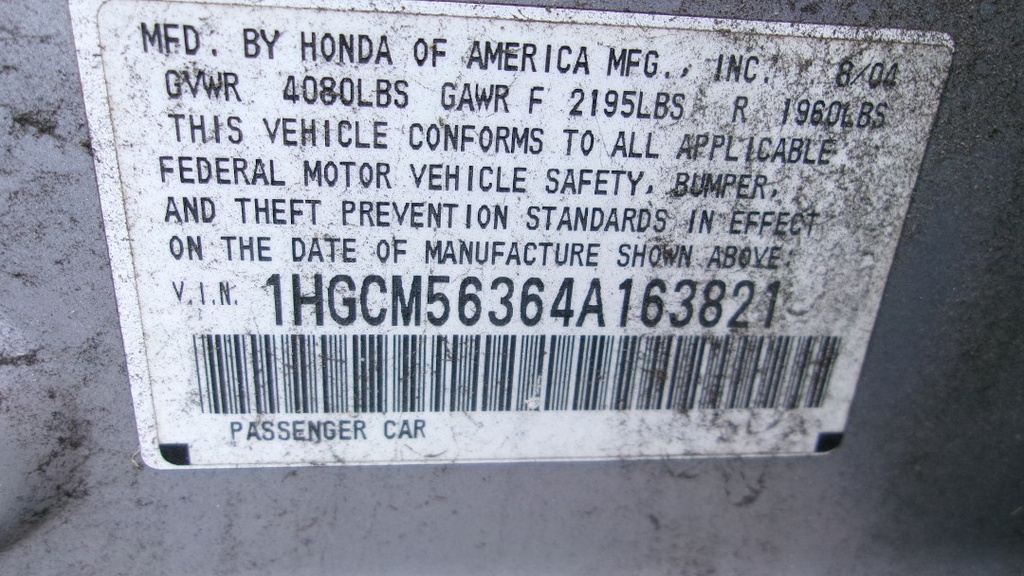 MFD. BY HONDA OF AMERICA MFG., INC. 8/04
GVWR 4080LBS GAWR F 2195LBS R 1960LBS
THIS VEHICLE CONFORMS TO ALL APPLICABLE
FEDERAL MOTOR VEHICLE SAFETY, BUMPER,
AND THEFT PREVENTION STANDARDS IN EFFECT
ON THE DATE OF MANUFACTURE SHOWN ABOVE.
V.I.N. 1HGCM56364A163821
PASSENGER CAR